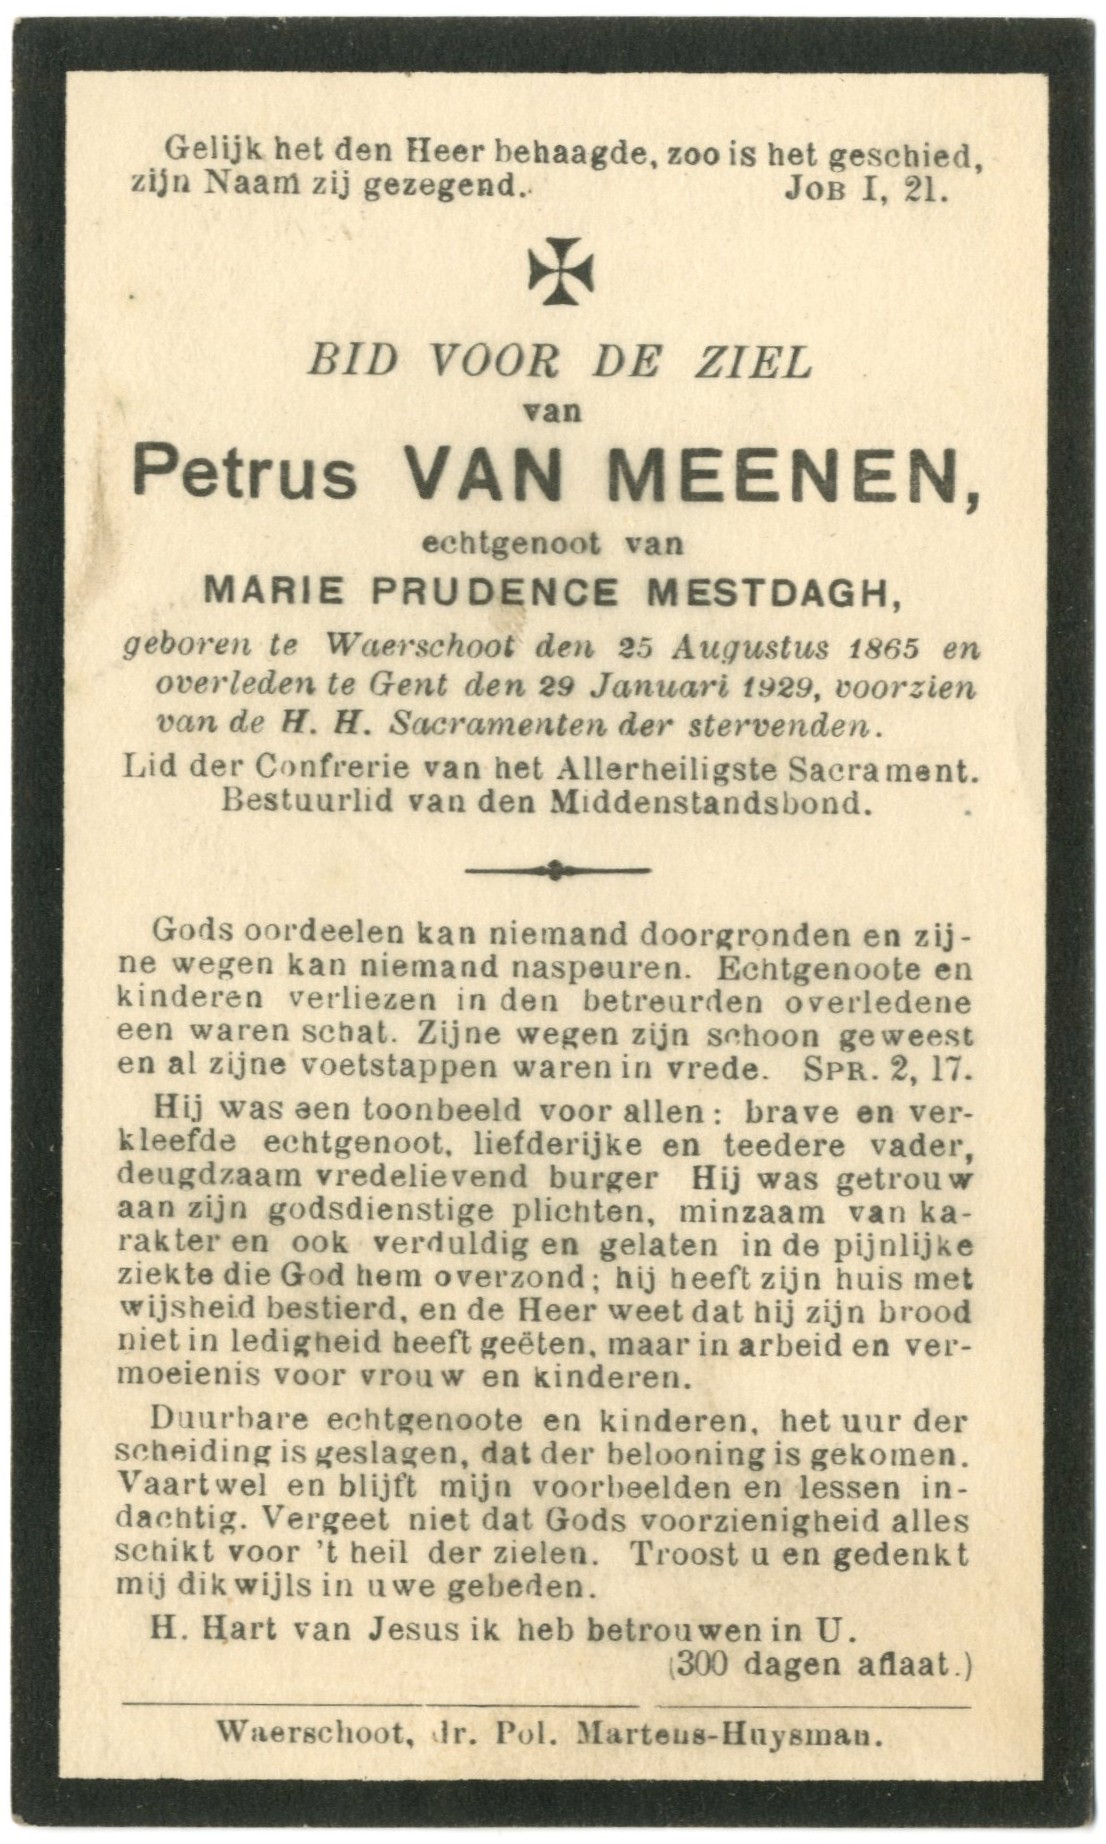 Gelijk het den Heer behaagde, zoo is het geschied,
zijn Naam zij gezegend. JOB I, 21.
BID VOOR DE ZIEL
van
Petrus VAN MEENEN,
echtgenoot van
MARIE PRUDENCE MESTDAGH,
geboren te Waerschoot den 25 Augustus 1865 en
overleden te Gent den 29 Januari 1929, voorzien
van de H. H. Sacramenten der stervenden.
Lid der Confrerie van het Allerheiligste Sacrament.
Bestuurlid van den Middenstandsbond.
Gods oordeelen kan niemand doorgronden en zij-
ne wegen kan niemand naspeuren. Echtgenoote en
kinderen verliezen in den betreurden overledene
een waren schat. Zijne wegen zijn schoon geweest
en al zijne voetstappen waren in vrede. SPR. 2, 17.
Hij was een toonbeeld voor allen: brave en ver-
kleefde echtgenoot, liefderijke en teedere vader,
deugdzaam vredelievend burger Hij was getrouw
aan zijn godsdienstige plichten, minzaam van ka-
rakter en ook verduldig en gelaten in de pijnlijke
ziekte die God hem overzond; hij heeft zijn huis met
wijsheid bestierd, en de Heer weet dat hij zijn brood
niet in ledigheid heeft geëten, maar in arbeid en ver-
moeienis voor vrouw en kinderen.
Duurbare echtgenoote en kinderen, het uur der
scheiding is geslagen, dat der belooning is gekomen.
Vaartwel en blijft mijn voorbeelden en lessen in-
dachtig. Vergeet niet dat Gods voorzienigheid alles
schikt voor 't heil der zielen. Troost u en gedenkt
mij dikwijls in uwe gebeden.
H. Hart van Jesus ik heb betrouwen in U.
(300 dagen aflaat.)
Waerschoot, dr. Pol. Martens-Huysman.